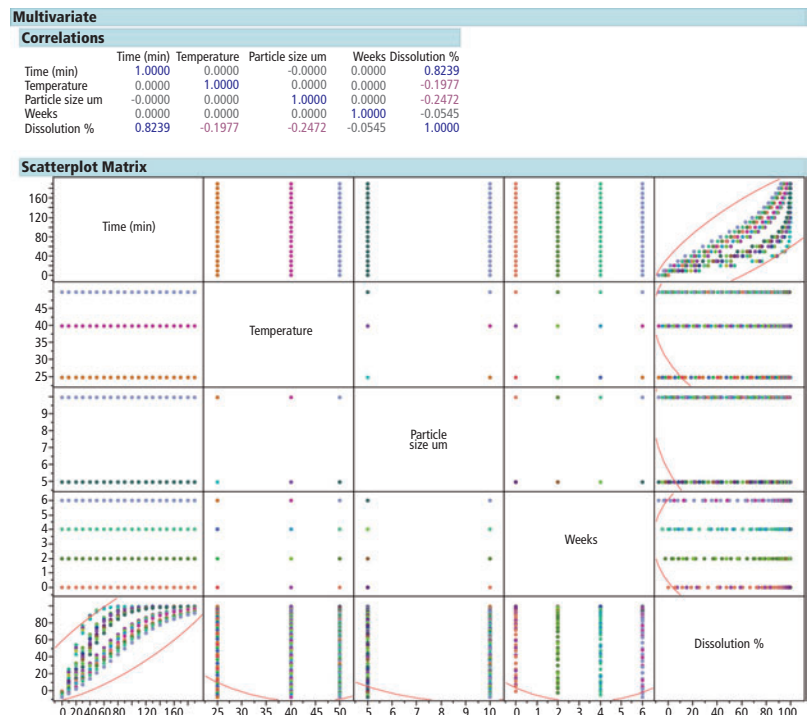 Multivariate
Correlations
Time (min) Temperature Particle size um Weeks Dissolution %
Time (min) 1.0000 0.0000 -0.0000 0.0000 0.8239
Temperature 0.0000 1.0000 0.0000 0.0000 -0.1977
Particle size um -0.0000 0.0000 1.0000 0.0000 -0.2472
Weeks 0.0000 0.0000 0.0000 1.0000 -0.0545
Dissolution % 0.8239 -0.1977 -0.2472 -0.0545 1.0000
Scatterplot Matrix
160
120
80
40
0
Time (min)
45
40
35
30
25
Temperature
9
8
7
6
5
Particle
size um
6
5
4
3
2
1
0
Weeks
80
60
40
20
0
Dissolution %
0 20 40 60 80 120 160 25 30 35 40 45 50 5 6 7 8 9 10 0 1 2 3 4 5 6 0 20 40 60 80 100